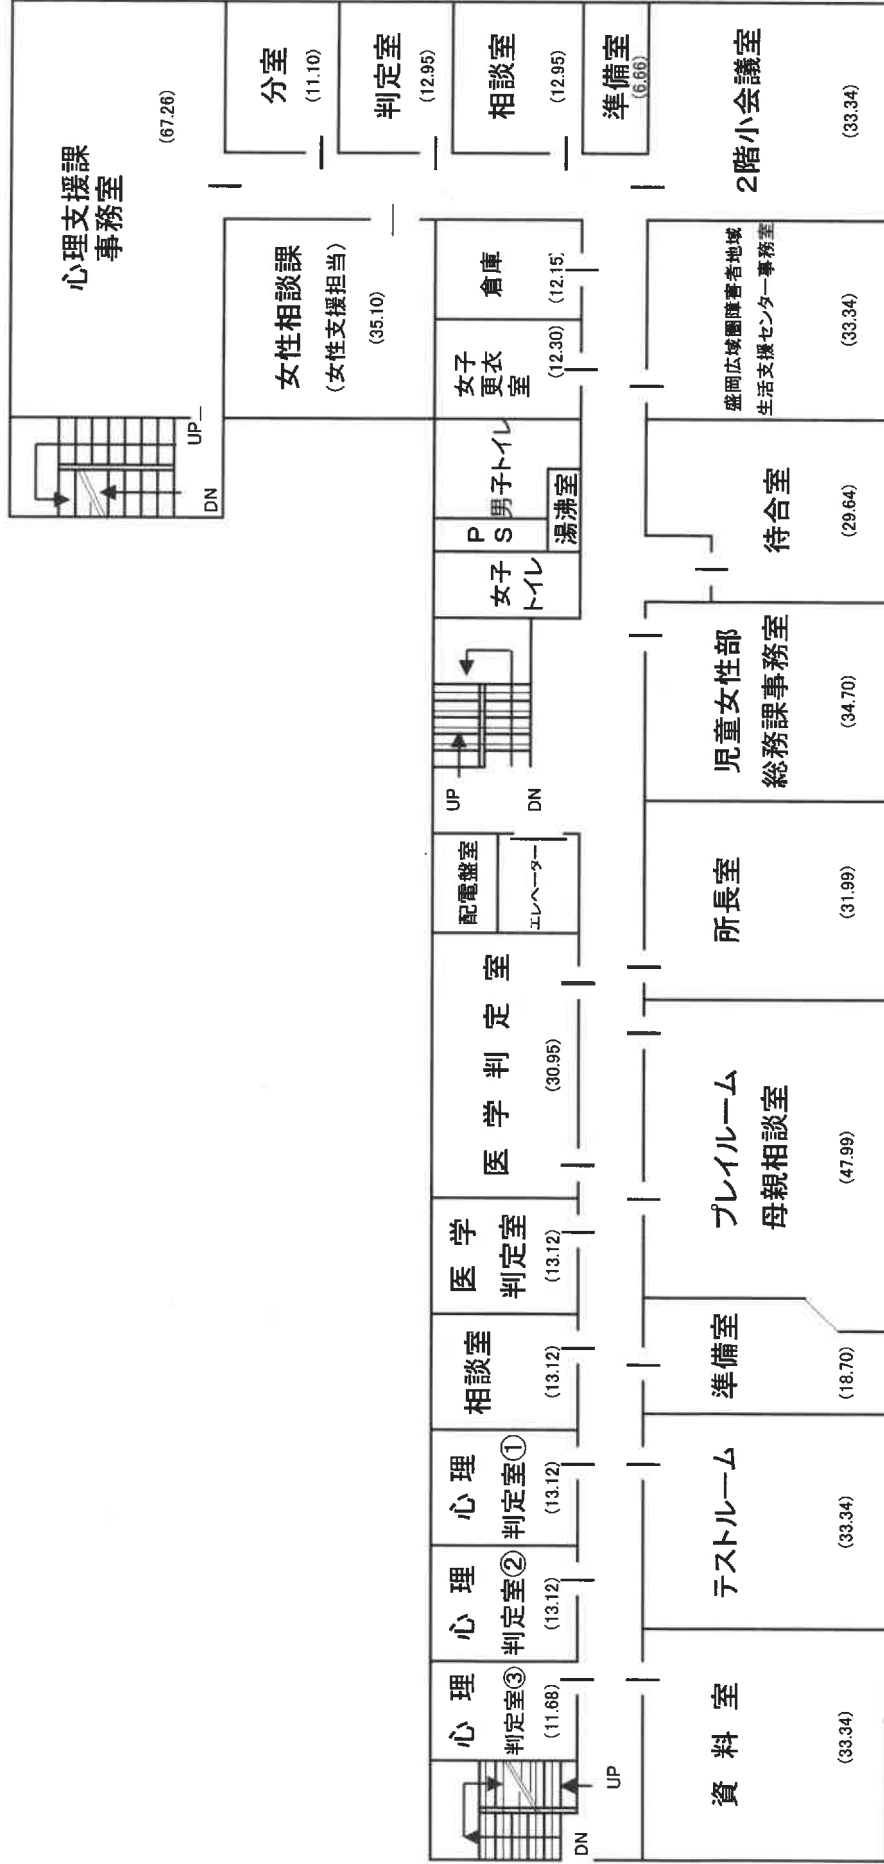 心理支援課
事務室
(67.26)
分室
(11.10)
判定室
(12.95)
相談室
(12.95)
準備室
(6.66)
2階小会議室
(33.34)
女性相談課
(女性支援担当)
(35.10)
倉庫
(12.15)
女子
更衣
室
(12.30)
盛岡広域圏障害者地域
生活支援センター事務室
(33.34)
UP
DN
男子トイレ
湯沸室
P
S
女子
トイレ
待合室
(29.64)
児童女性部
総務課事務室
(34.70)
UP
DN
配電盤室
エレベーター
所長室
(31.99)
医学判定室
(30.95)
プレイルーム
母親相談室
(47.99)
医学
判定室
(13.12)
相談室
(13.12)
準備室
(18.70)
心理
判定室①
(13.12)
テストルーム
(33.34)
心理
判定室②
(13.12)
心理
判定室③
(11.68)
資料室
(33.34)
UP
DN